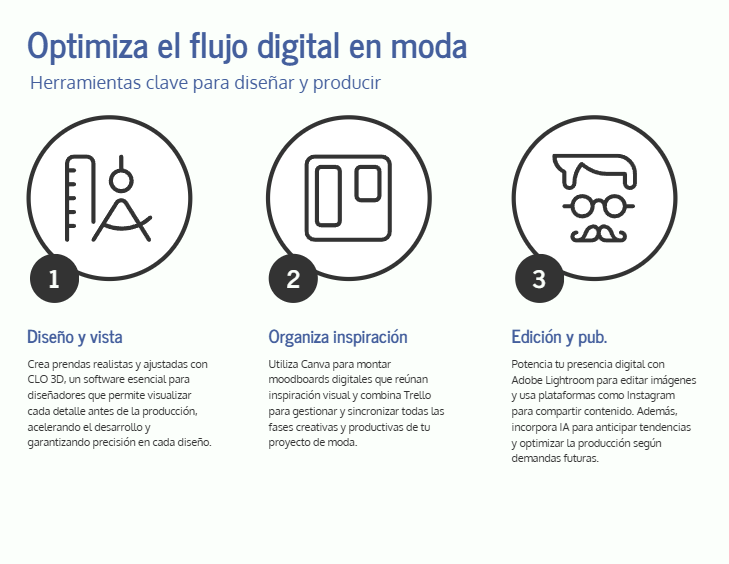 Optimiza el flujo digital en moda
Herramientas clave para diseñar y producir
1
2
3
Diseño y vista
Crea prendas realistas y ajustadas con
CLO 3D, un software esencial para
diseñadores que permite visualizar
cada detalle antes de la producción,
acelerando el desarrollo y
garantizando precisión en cada diseño.
Organiza inspiración
Utiliza Canva para montar
moodboards digitales que reúnan
inspiración visual y combina Trello
para gestionar y sincronizar todas las
fases creativas y productivas de tu
proyecto de moda.
Edición y pub.
Potencia tu presencia digital con
Adobe Lightroom para editar imágenes
y usa plataformas como Instagram
para compartir contenido. Además,
incorpora IA para anticipar tendencias
y optimizar la producción según
demandas futuras.